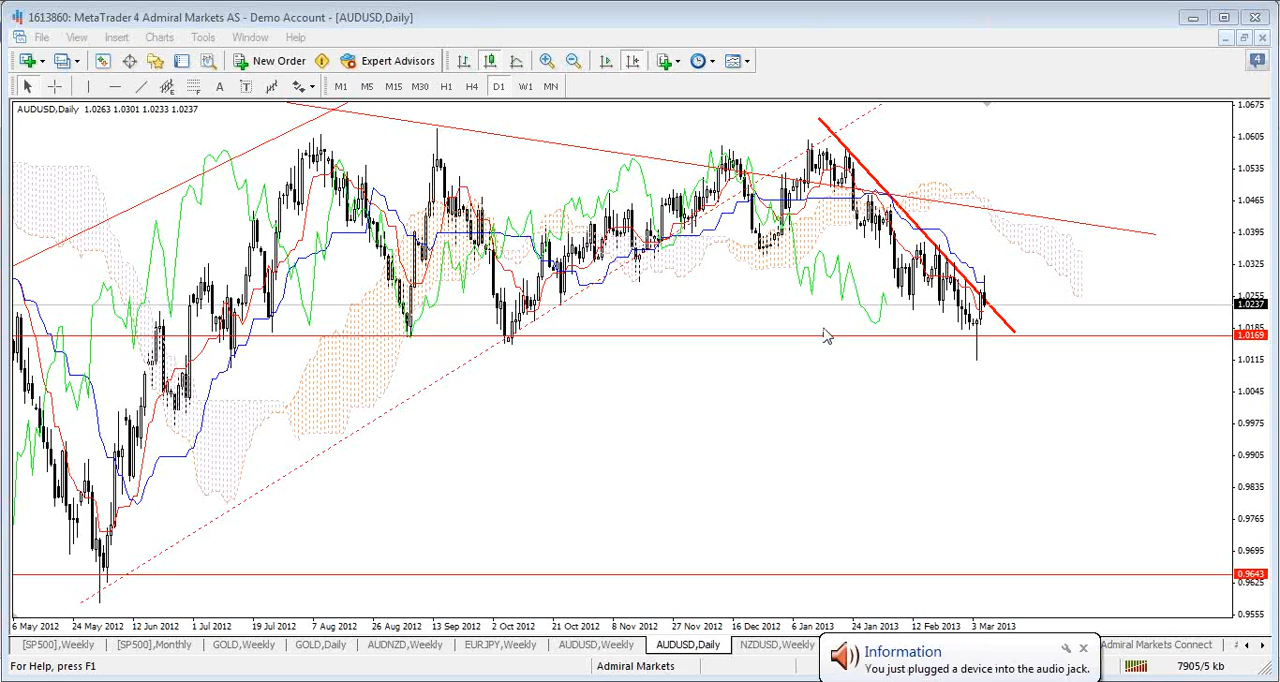 1613860: MetaTrader 4 Admiral Markets AS - Demo Account - [AUDUSD,Daily]
File View Insert Charts Tools Window Help
New Order Expert Advisors 4
A T M1 M5 M15 M30 H1 H4 D1 W1 MN
AUDUSD,Daily 1.0263 1.0301 1.0233 1.0237
1.0675
1.0605
1.0535
1.0465
1.0395
1.0325
1.0255
1.0237
1.0185
1.0169
1.0115
1.0045
0.9975
0.9905
0.9835
0.9765
0.9695
0.9643
0.9625
0.9555
6 May 2012 24 May 2012 12 Jun 2012 1 Jul 2012 19 Jul 2012 7 Aug 2012 26 Aug 2012 13 Sep 2012 2 Oct 2012 21 Oct 2012 8 Nov 2012 27 Nov 2012 16 Dec 2012 6 Jan 2013 24 Jan 2013 12 Feb 2013 3 Mar 2013
[SP500],Weekly [SP500],Monthly GOLD,Weekly GOLD,Daily AUDNZD,Weekly EURJPY,Weekly AUDUSD,Weekly AUDUSD,Daily NZDUSD,Weekly Admiral Markets Connect
Information
You just plugged a device into the audio jack.
For Help, press F1 Admiral Markets 7905/5 kb